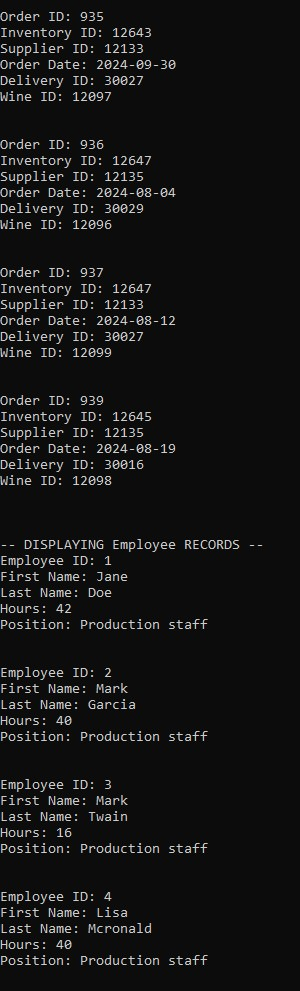 Order ID: 935
Inventory ID: 12643
Supplier ID: 12133
Order Date: 2024-09-30
Delivery ID: 30027
Wine ID: 12097
Order ID: 936
Inventory ID: 12647
Supplier ID: 12135
Order Date: 2024-08-04
Delivery ID: 30029
Wine ID: 12096
Order ID: 937
Inventory ID: 12647
Supplier ID: 12133
Order Date: 2024-08-12
Delivery ID: 30027
Wine ID: 12099
Order ID: 939
Inventory ID: 12645
Supplier ID: 12135
Order Date: 2024-08-19
Delivery ID: 30016
Wine ID: 12098
-- DISPLAYING Employee RECORDS --
Employee ID: 1
First Name: Jane
Last Name: Doe
Hours: 42
Position: Production staff
Employee ID: 2
First Name: Mark
Last Name: Garcia
Hours: 40
Position: Production staff
Employee ID: 3
First Name: Mark
Last Name: Twain
Hours: 16
Position: Production staff
Employee ID: 4
First Name: Lisa
Last Name: Mcronald
Hours: 40
Position: Production staff